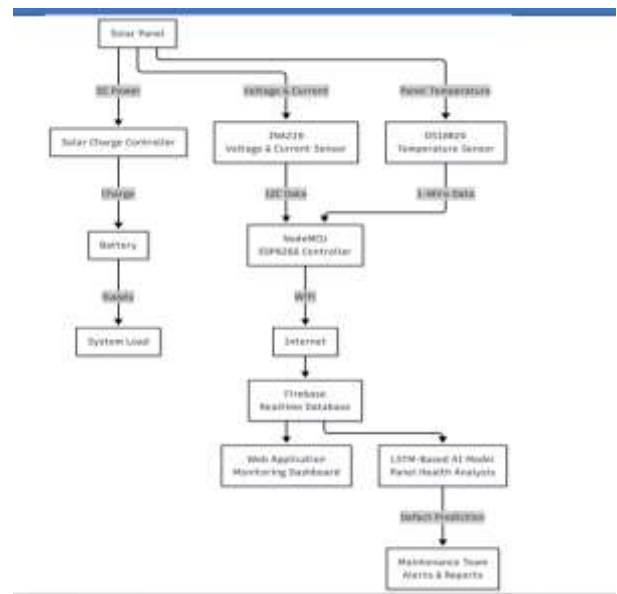 Solar Panel
DC Power
Voltage & Current
Panel Temperature
Solar Charge Controller
INA219
Voltage & Current Sensor
DS18B20
Temperature Sensor
Charge
I2C Data
1-Wire Data
Battery
NodeMCU
ESP8266 Controller
Supply
WiFi
System Load
Internet
Firebase
Realtime Database
Web Application
Monitoring Dashboard
LSTM-Based AI Model
Panel Health Analysis
Defect Prediction
Maintenance Team
Alerts & Reports